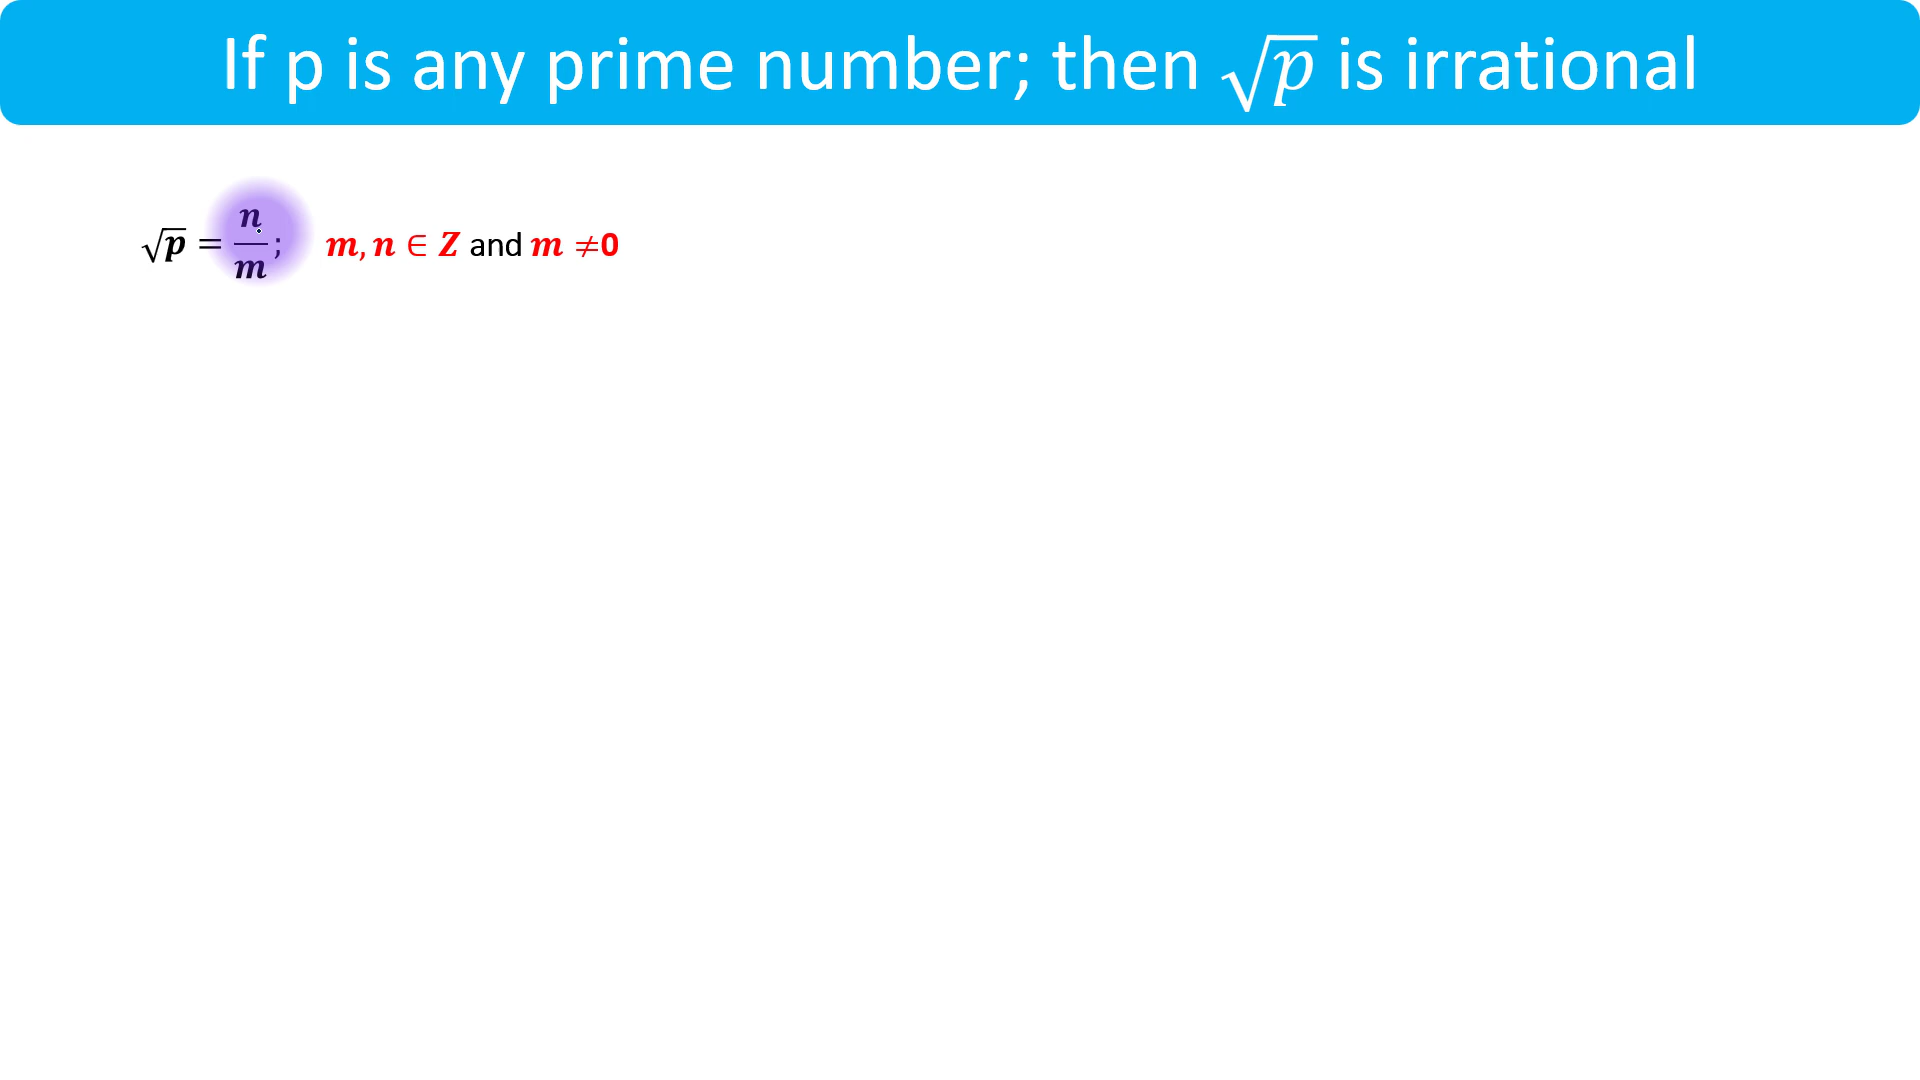 If p is any prime number; then √p is irrational
√p = n/m; m, n ∈ Z and m ≠0